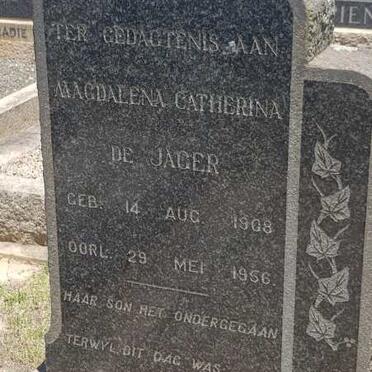 TER GEDAGTENIS AAN
MAGDALENA CATHERINA
DE JAGER
GEB. 14 AUG. 1908
OORL. 29 MEI 1956
HAAR SON HET ONDERGEGAAN
TERWYL DIT DAG WAS